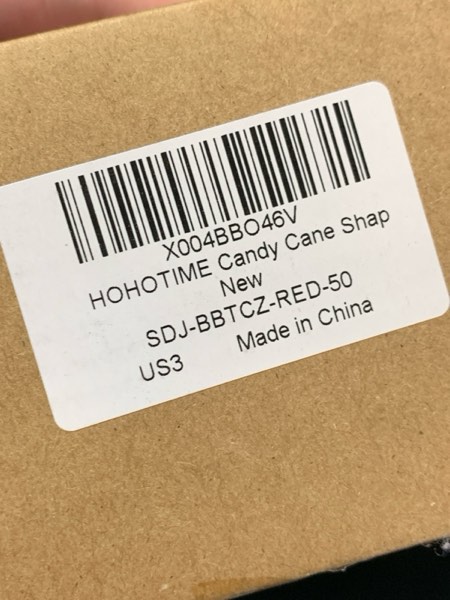 X004BBO46V
HOHOTIME Candy Cane Shap
New
SDJ-BBTCZ-RED-50
US3 Made in China